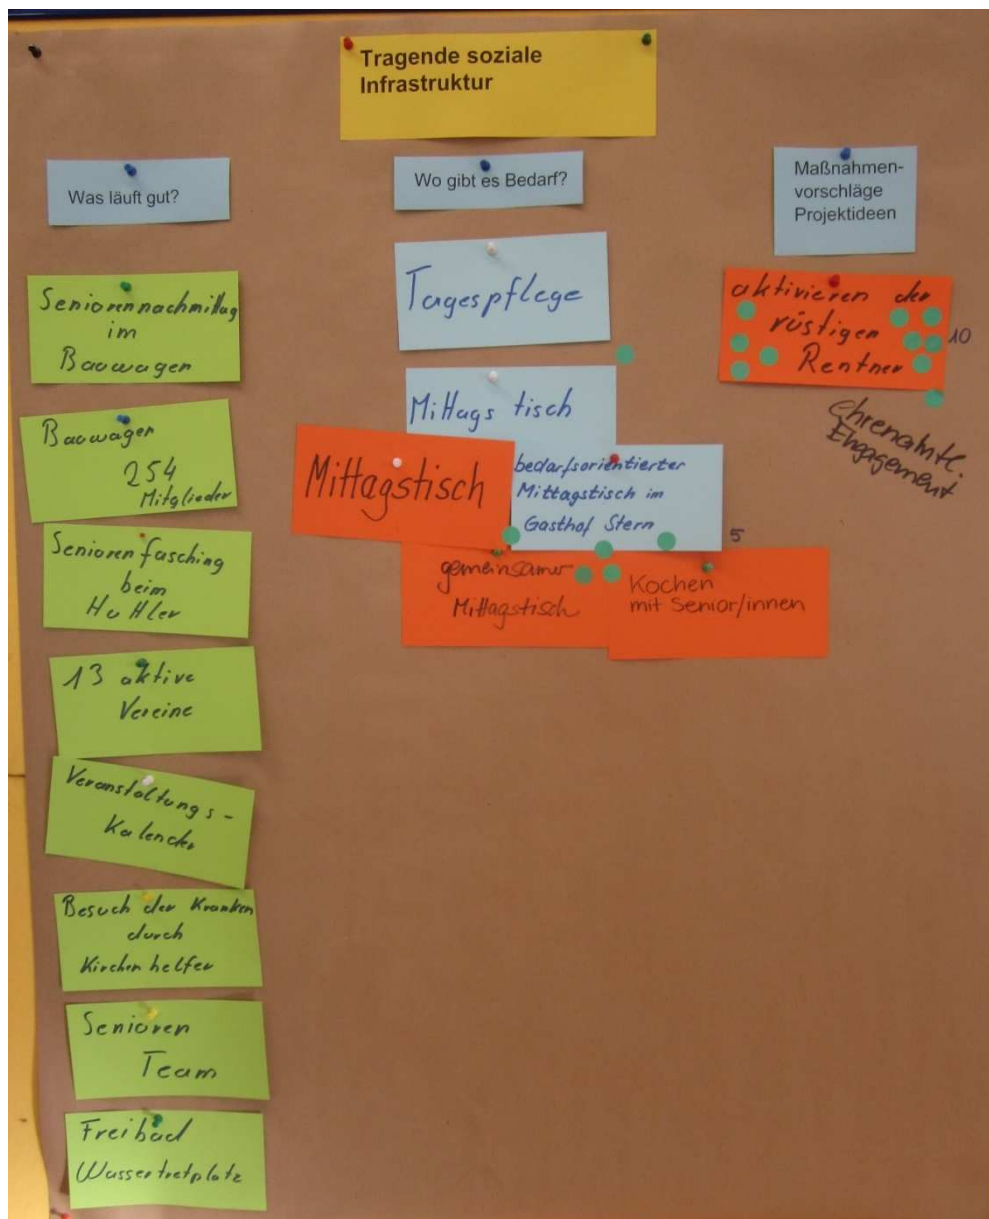 Tragende soziale
Infrastruktur
Was läuft gut?
Seniorennachmittag
im
Bauwagen
Bauwagen
254
Mitglieder
Seniorenfasching
beim
Huttler
13 aktive
Vereine
Veranstaltungs-
Kalender
Besuch der Kranken
durch
Kirchenhelfer
Senioren
Team
Freibad
Wassertretplatz
Wo gibt es Bedarf?
Tagespflege
Mittagstisch
Mittagstisch
bedarfsorientierter
Mittagstisch im
Gasthof Stern
5
gemeinsamer
Mittagstisch
Kochen
mit Senior/innen
Maßnahmen-
vorschläge
Projektideen
aktivieren der
rüstigen
Rentner
10
Ehrenamtl.
Engagement